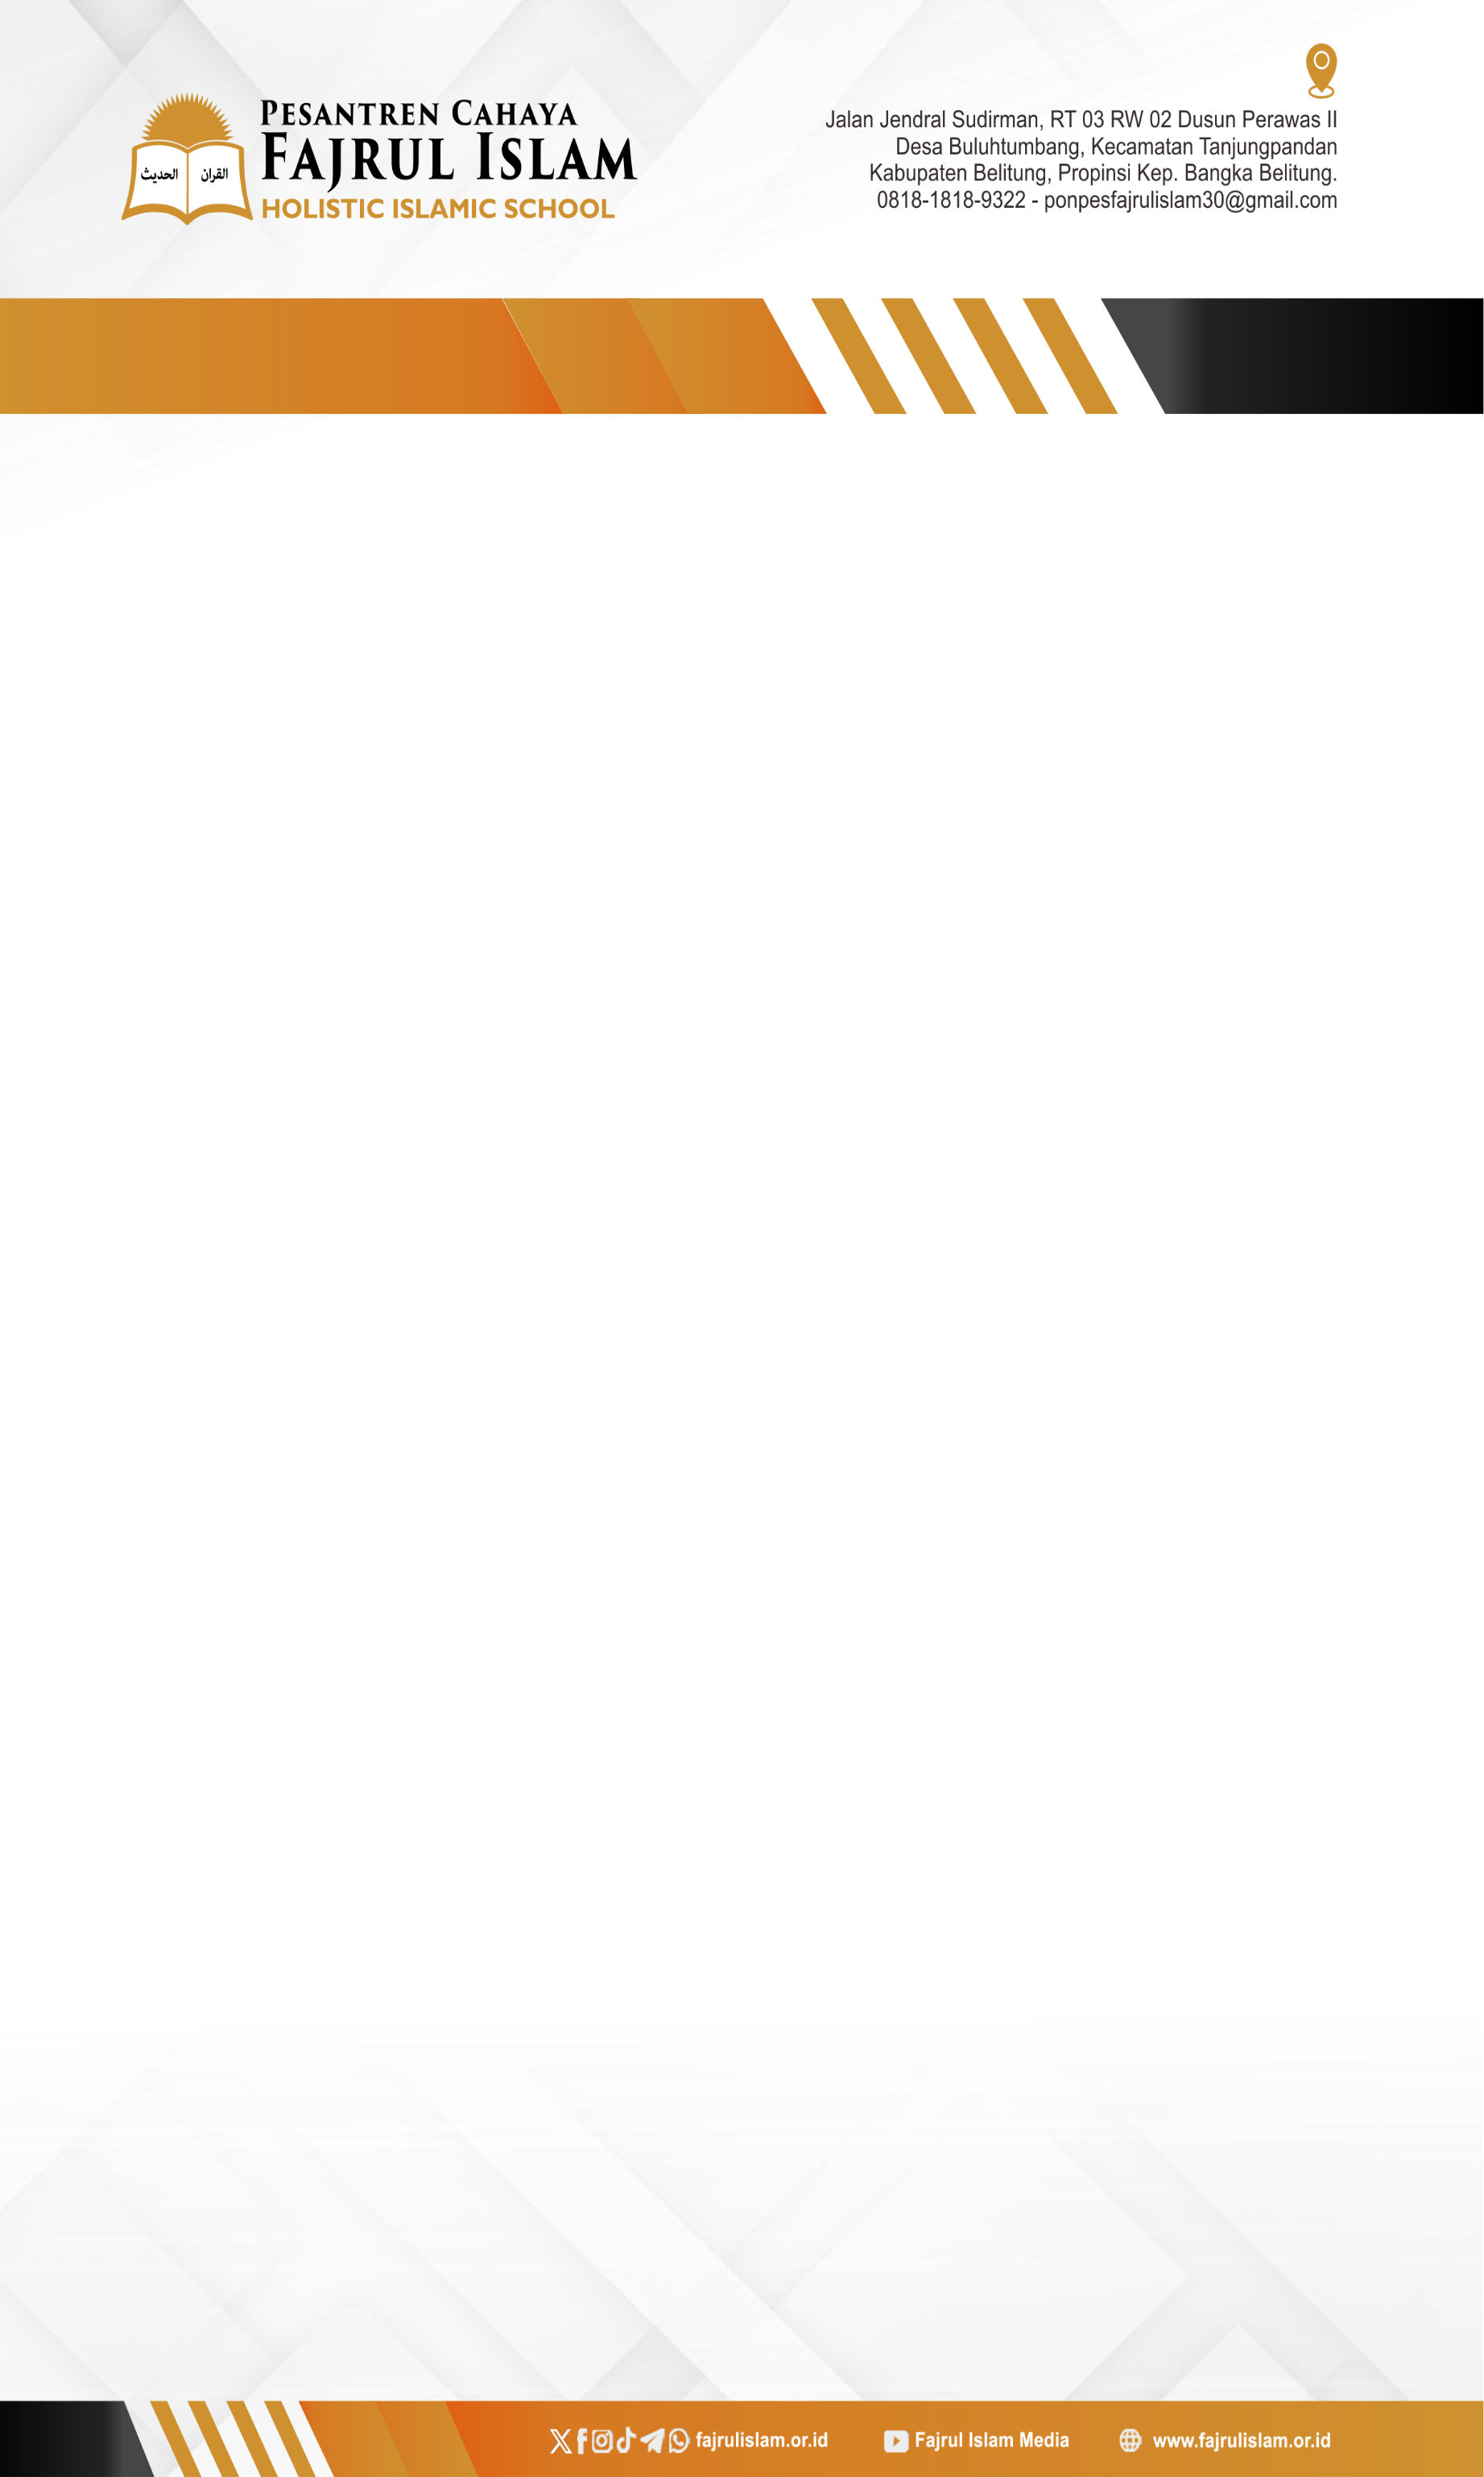 PESANTREN CAHAYA
FAJRUL ISLAM
HOLISTIC ISLAMIC SCHOOL
الحديث القران
Jalan Jendral Sudirman, RT 03 RW 02 Dusun Perawas II
Desa Buluhtumbang, Kecamatan Tanjungpandan
Kabupaten Belitung, Propinsi Kep. Bangka Belitung.
0818-1818-9322 - ponpesfajrulislam30@gmail.com
fajrulislam.or.id Fajrul Islam Media www.fajrulislam.or.id